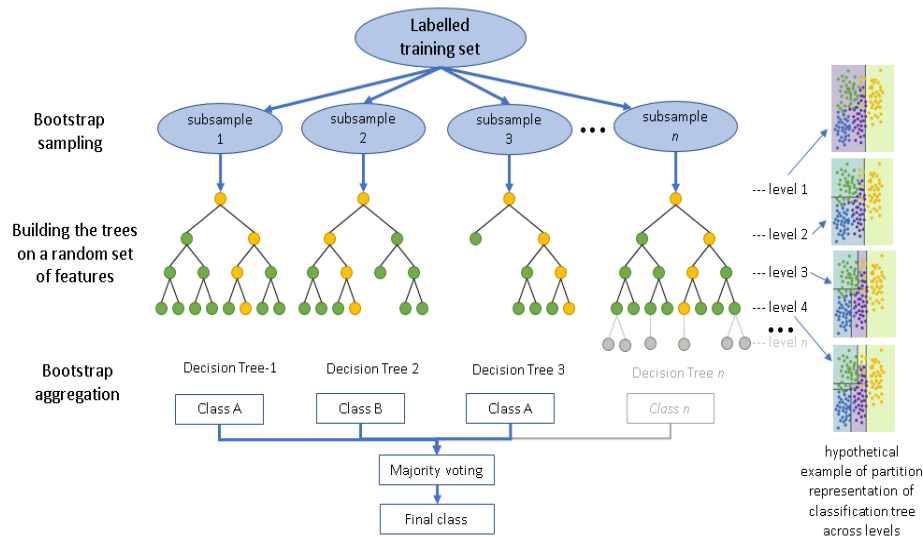 Labelled
training set
Bootstrap
sampling
subsample
1
subsample
2
subsample
3
•••
subsample
n
--- level 1
Building the trees
on a random set
of features
--- level 2
--- level 3
--- level 4
•••
--- level n
Bootstrap
aggregation
Decision Tree-1
Decision Tree 2
Decision Tree 3
Decision Tree n
Class A
Class B
Class A
Class n
Majority voting
Final class
hypothetical
example of partition
representation of
classification tree
across levels